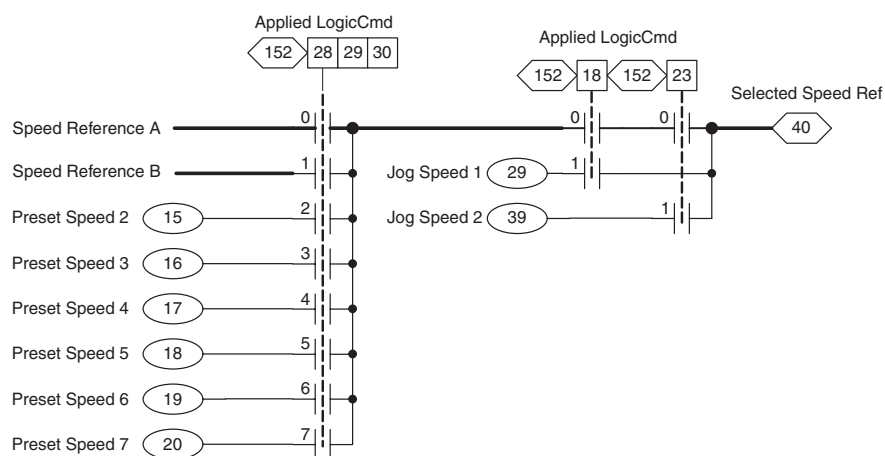 Applied LogicCmd
152 28 29 30
Applied LogicCmd
152 18 152 23
Selected Speed Ref
40
Speed Reference A 0
0 0
Speed Reference B 1
Jog Speed 1 29 1
Preset Speed 2 15 2
Jog Speed 2 39 1
Preset Speed 3 16 3
Preset Speed 4 17 4
Preset Speed 5 18 5
Preset Speed 6 19 6
Preset Speed 7 20 7